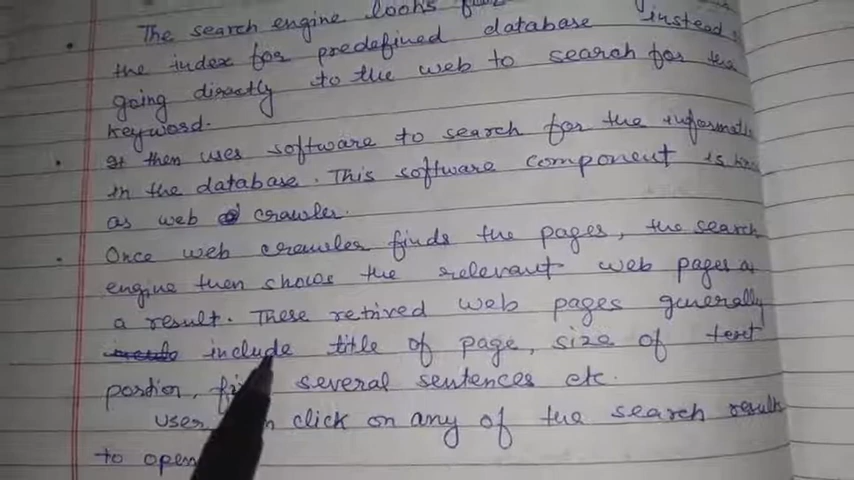 The search engine looks for
the index for predefined database instead
going directly to the web to search for the
keyword.
It then uses software to search for the informati
in the database. This software component is kno
as web crawler.
Once web crawler finds the pages, the search
engine then shows the relevant web pages as
a result. These retrived web pages generally
include title of page, size of text
portion, several sentences etc.
User click on any of the search results
to open